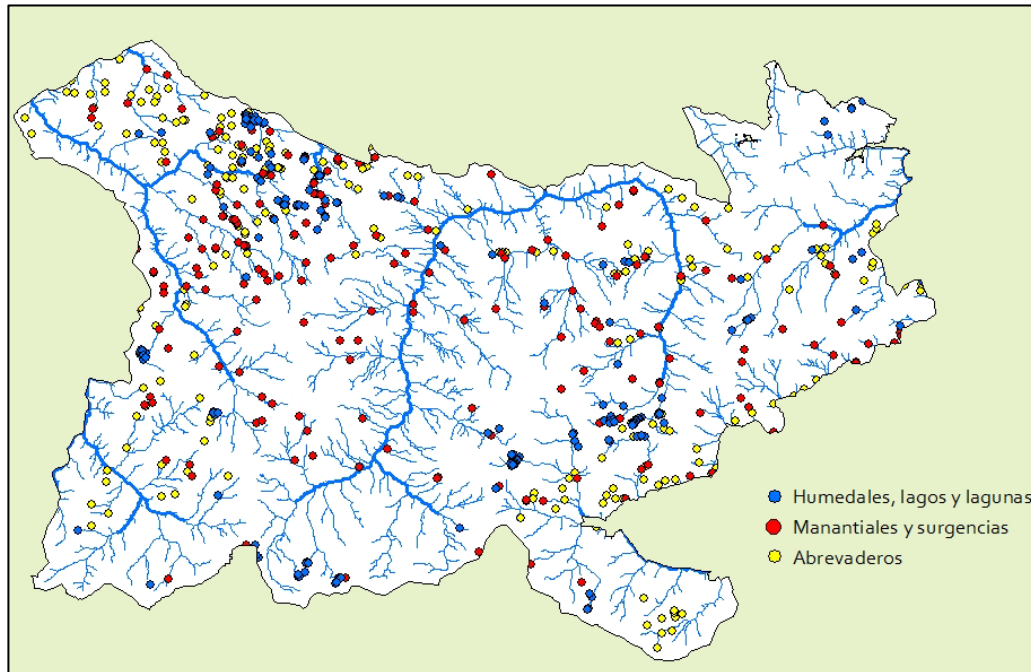 Humedales, lagos y lagunas
Manantiales y surgencias
Abrevaderos